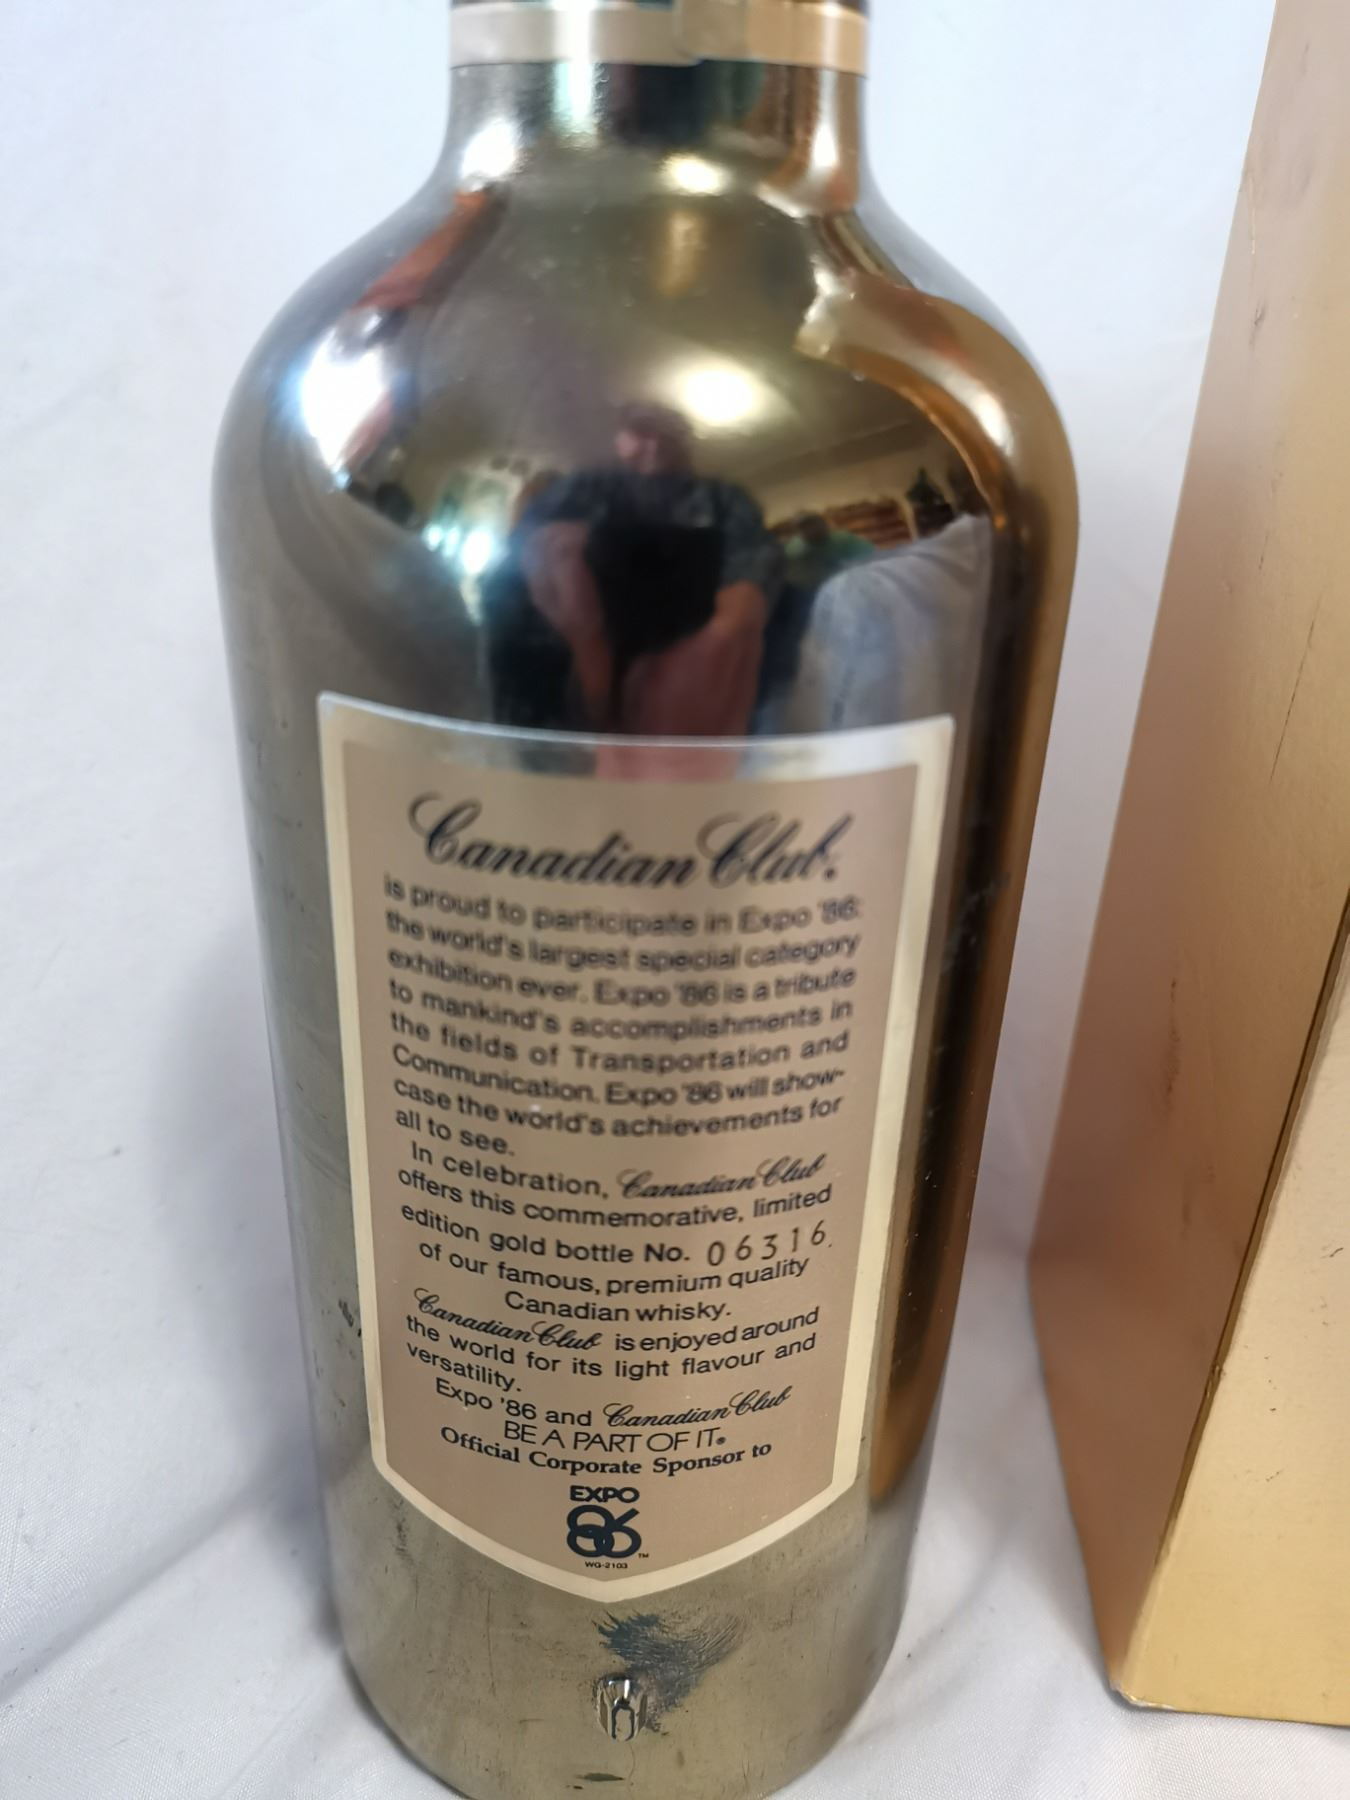 Canadian Club.
is proud to participate in Expo '86:
the world's largest special category
exhibition ever. Expo '86 is a tribute
to mankind's accomplishments in
the fields of Transportation and
Communication. Expo '86 will show-
case the world's achievements for
all to see.
In celebration, Canadian Club
offers this commemorative, limited
edition gold bottle No. 06316.
of our famous, premium quality
Canadian whisky.
Canadian Club is enjoyed around
the world for its light flavour and
versatility.
Expo '86 and Canadian Club
BE A PART OF IT.®
Official Corporate Sponsor to
EXPO
86™
WG-2103